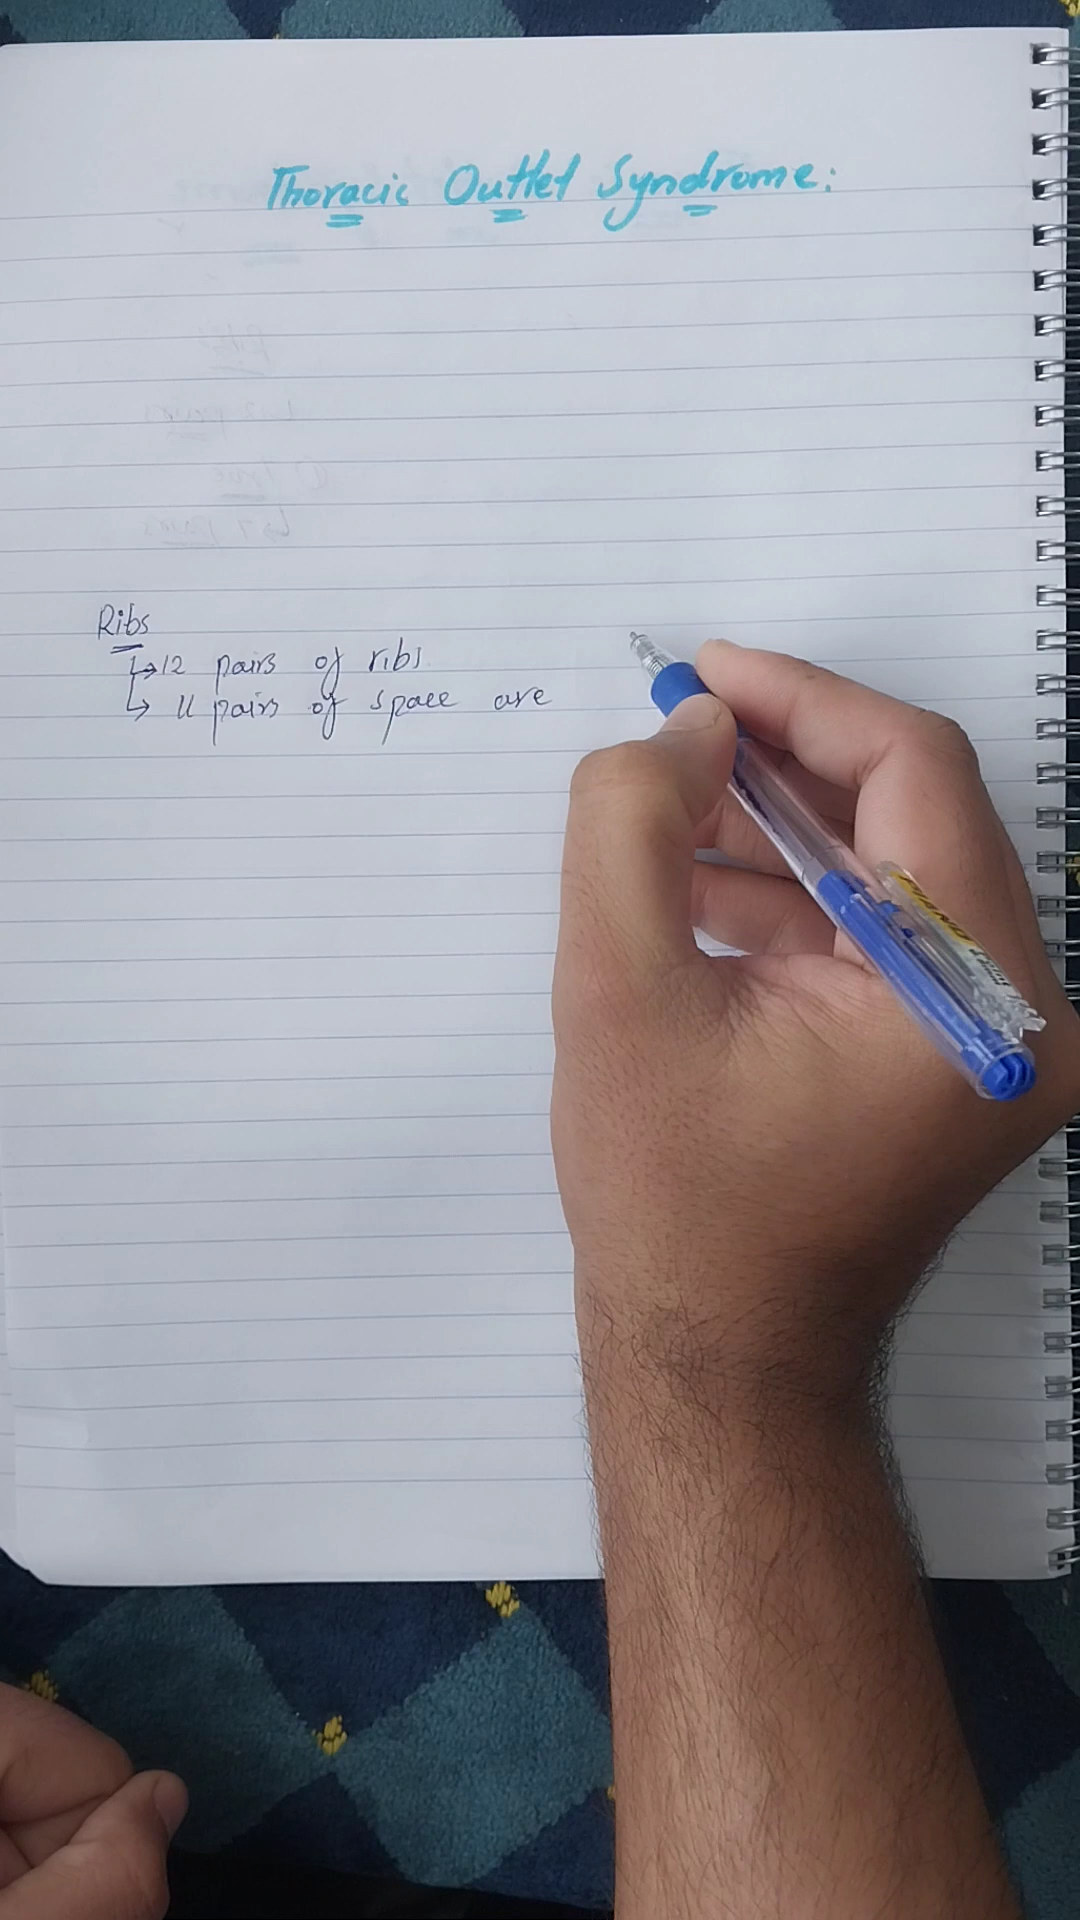 Thoracic Outlet Syndrome:
Ribs
↳12 pairs of ribs
↳ 11 pairs of space are